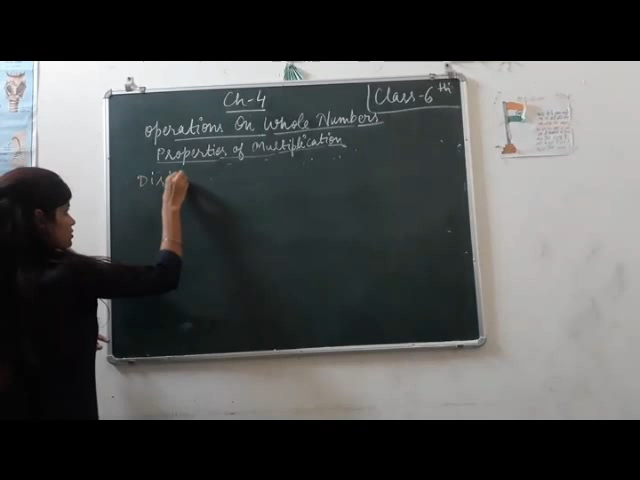 Ch-4
Class-6th
Operations On Whole Numbers
Properties of Multiplication
Dis